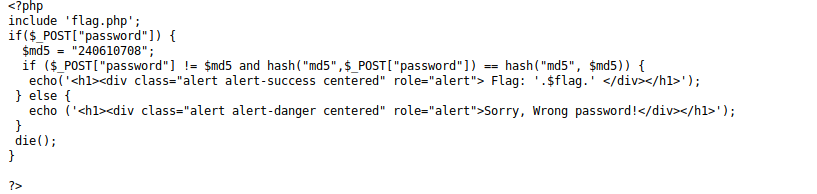 <?php
include 'flag.php';
if($_POST["password"]) {
$md5 = "240610708";
if ($_POST["password"] != $md5 and hash("md5",$_POST["password"]) == hash("md5", $md5)) {
echo('<h1><div class="alert alert-success centered" role="alert"> Flag: '.$flag.' </div></h1>');
} else {
echo ('<h1><div class="alert alert-danger centered" role="alert">Sorry, Wrong password!</div></h1>');
}
die();
}
?>